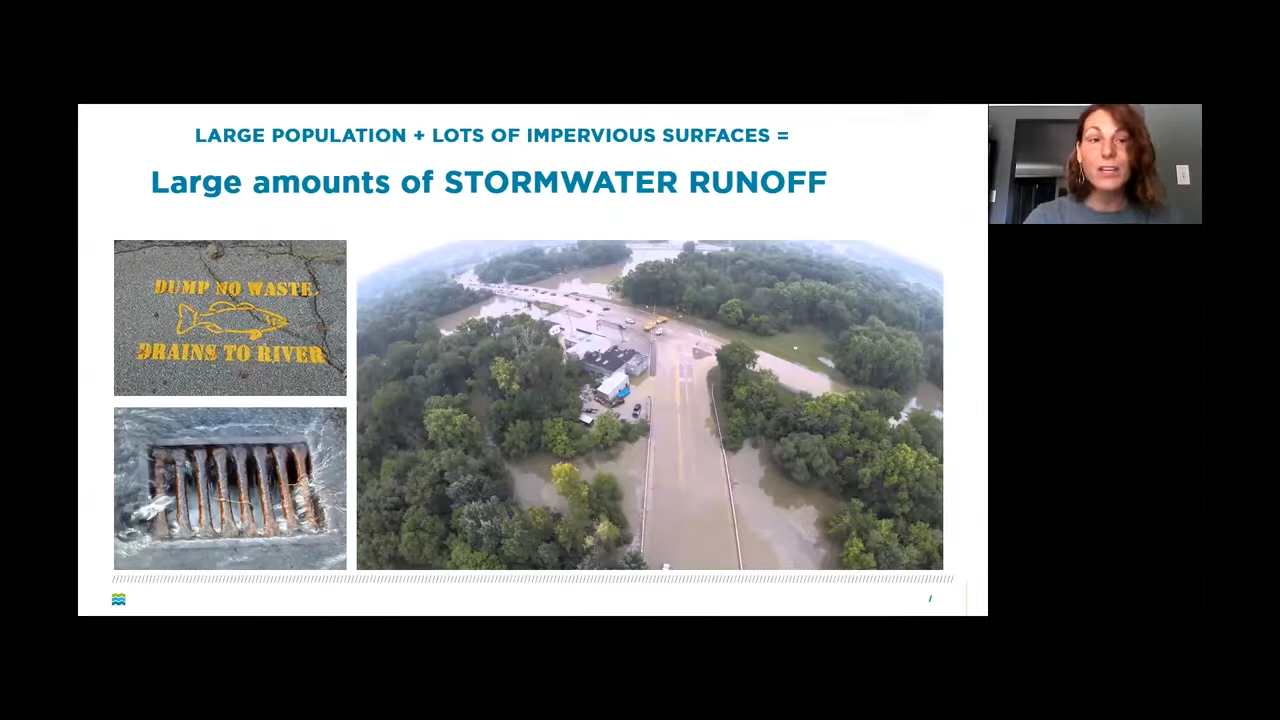 LARGE POPULATION + LOTS OF IMPERVIOUS SURFACES =
Large amounts of STORMWATER RUNOFF
DUMP NO WASTE.
DRAINS TO RIVER